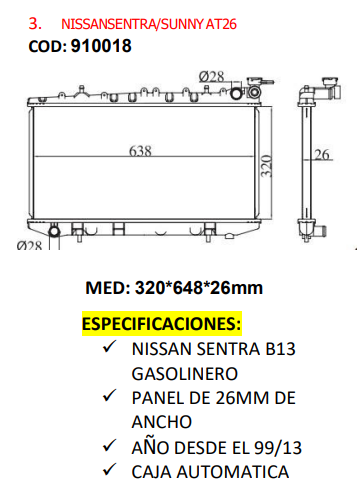 3. NISSANSENTRA/SUNNY AT26
COD: 910018
Ø28
638
320
26
Ø28
MED: 320*648*26mm
ESPECIFICACIONES:
✓ NISSAN SENTRA B13
GASOLINERO
✓ PANEL DE 26MM DE
ANCHO
✓ AÑO DESDE EL 99/13
✓ CAJA AUTOMATICA